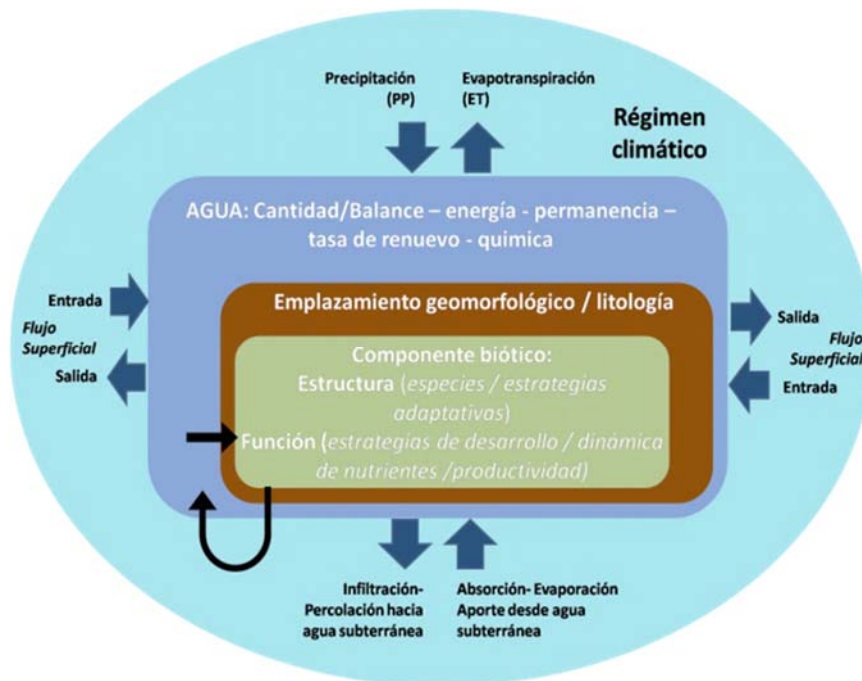 Precipitación
(PP)
Evapotranspiración
(ET)
Régimen
climático
AGUA: Cantidad/Balance – energía - permanencia –
tasa de renuevo - quimica
Emplazamiento geomorfológico / litología
Componente biótico:
Estructura (especies / estrategias
adaptativas)
Función (estrategias de desarrollo / dinámica
de nutrientes /productividad)
Entrada
Flujo
Superficial
Salida
Salida
Flujo
Superficial
Entrada
Infiltración-
Percolación hacia
agua subterránea
Absorción- Evaporación
Aporte desde agua
subterránea